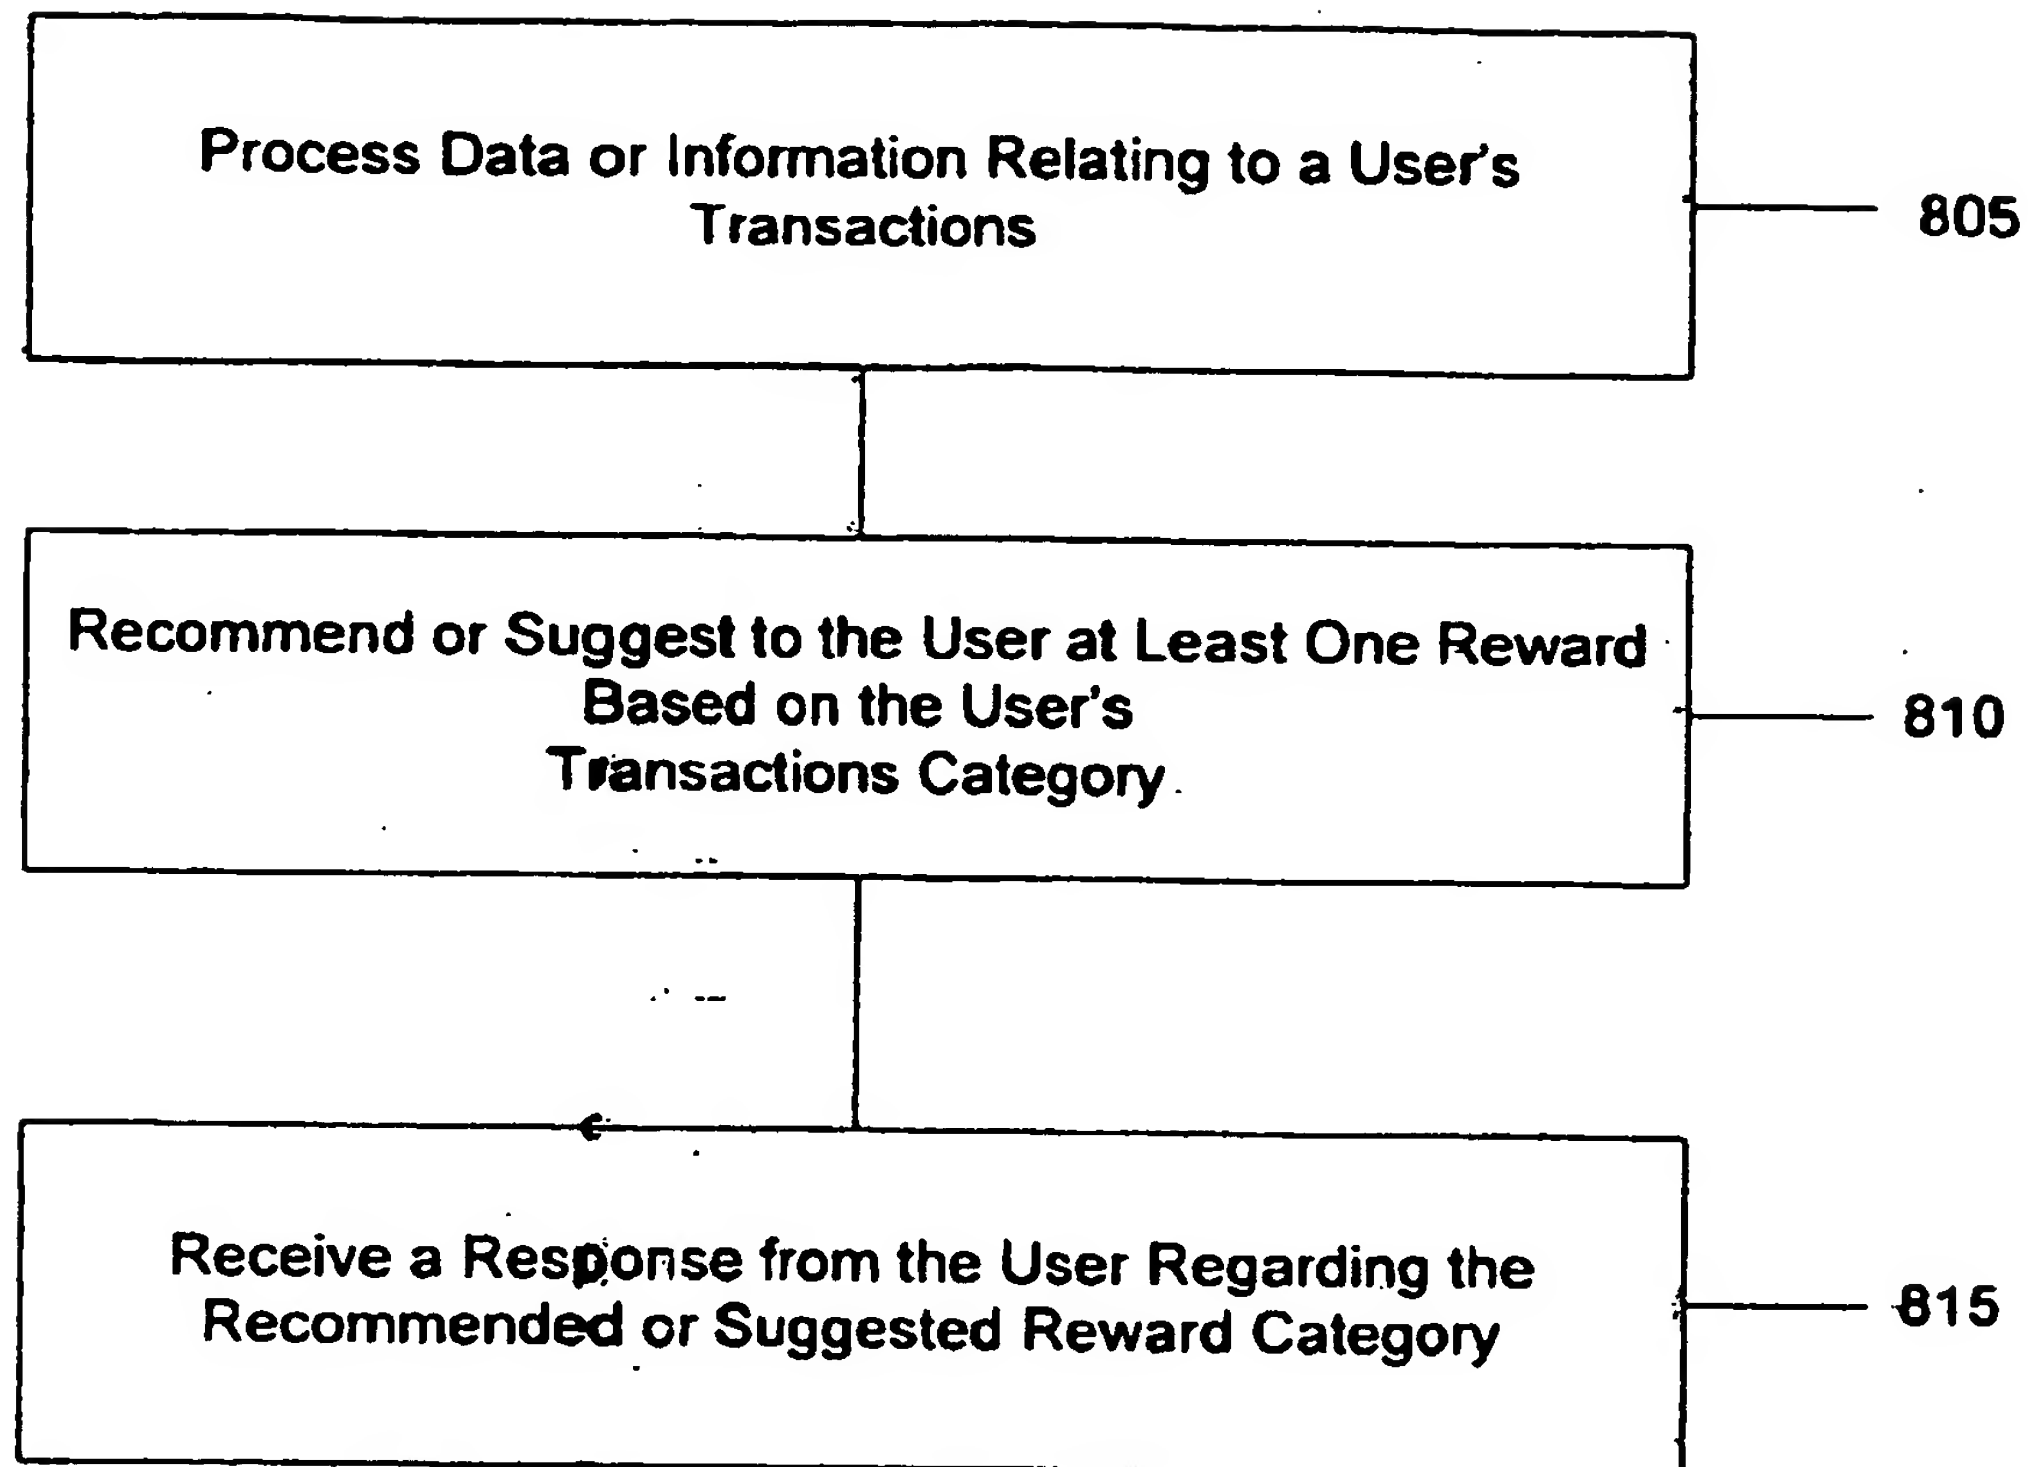 Process Data or Information Relating to a User's
Transactions
805
Recommend or Suggest to the User at Least One Reward
Based on the User's
Transactions Category
810
Receive a Response from the User Regarding the
Recommended or Suggested Reward Category
815